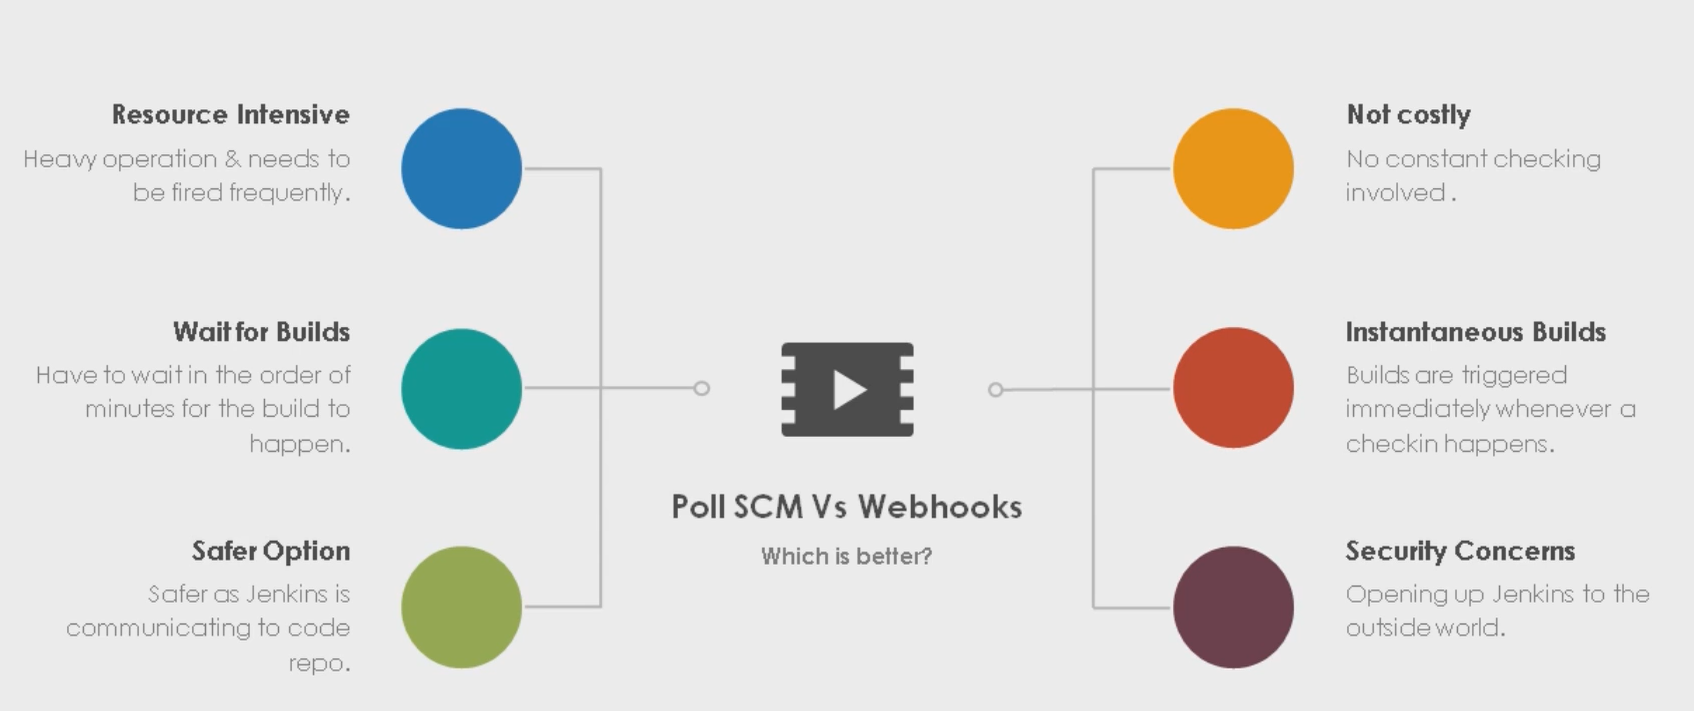 Resource Intensive
Heavy operation & needs to
be fired frequently.
Wait for Builds
Have to wait in the order of
minutes for the build to
happen.
Safer Option
Safer as Jenkins is
communicating to code
repo.
Poll SCM Vs Webhooks
Which is better?
Not costly
No constant checking
involved .
Instantaneous Builds
Builds are triggered
immediately whenever a
checkin happens.
Security Concerns
Opening up Jenkins to the
outside world.